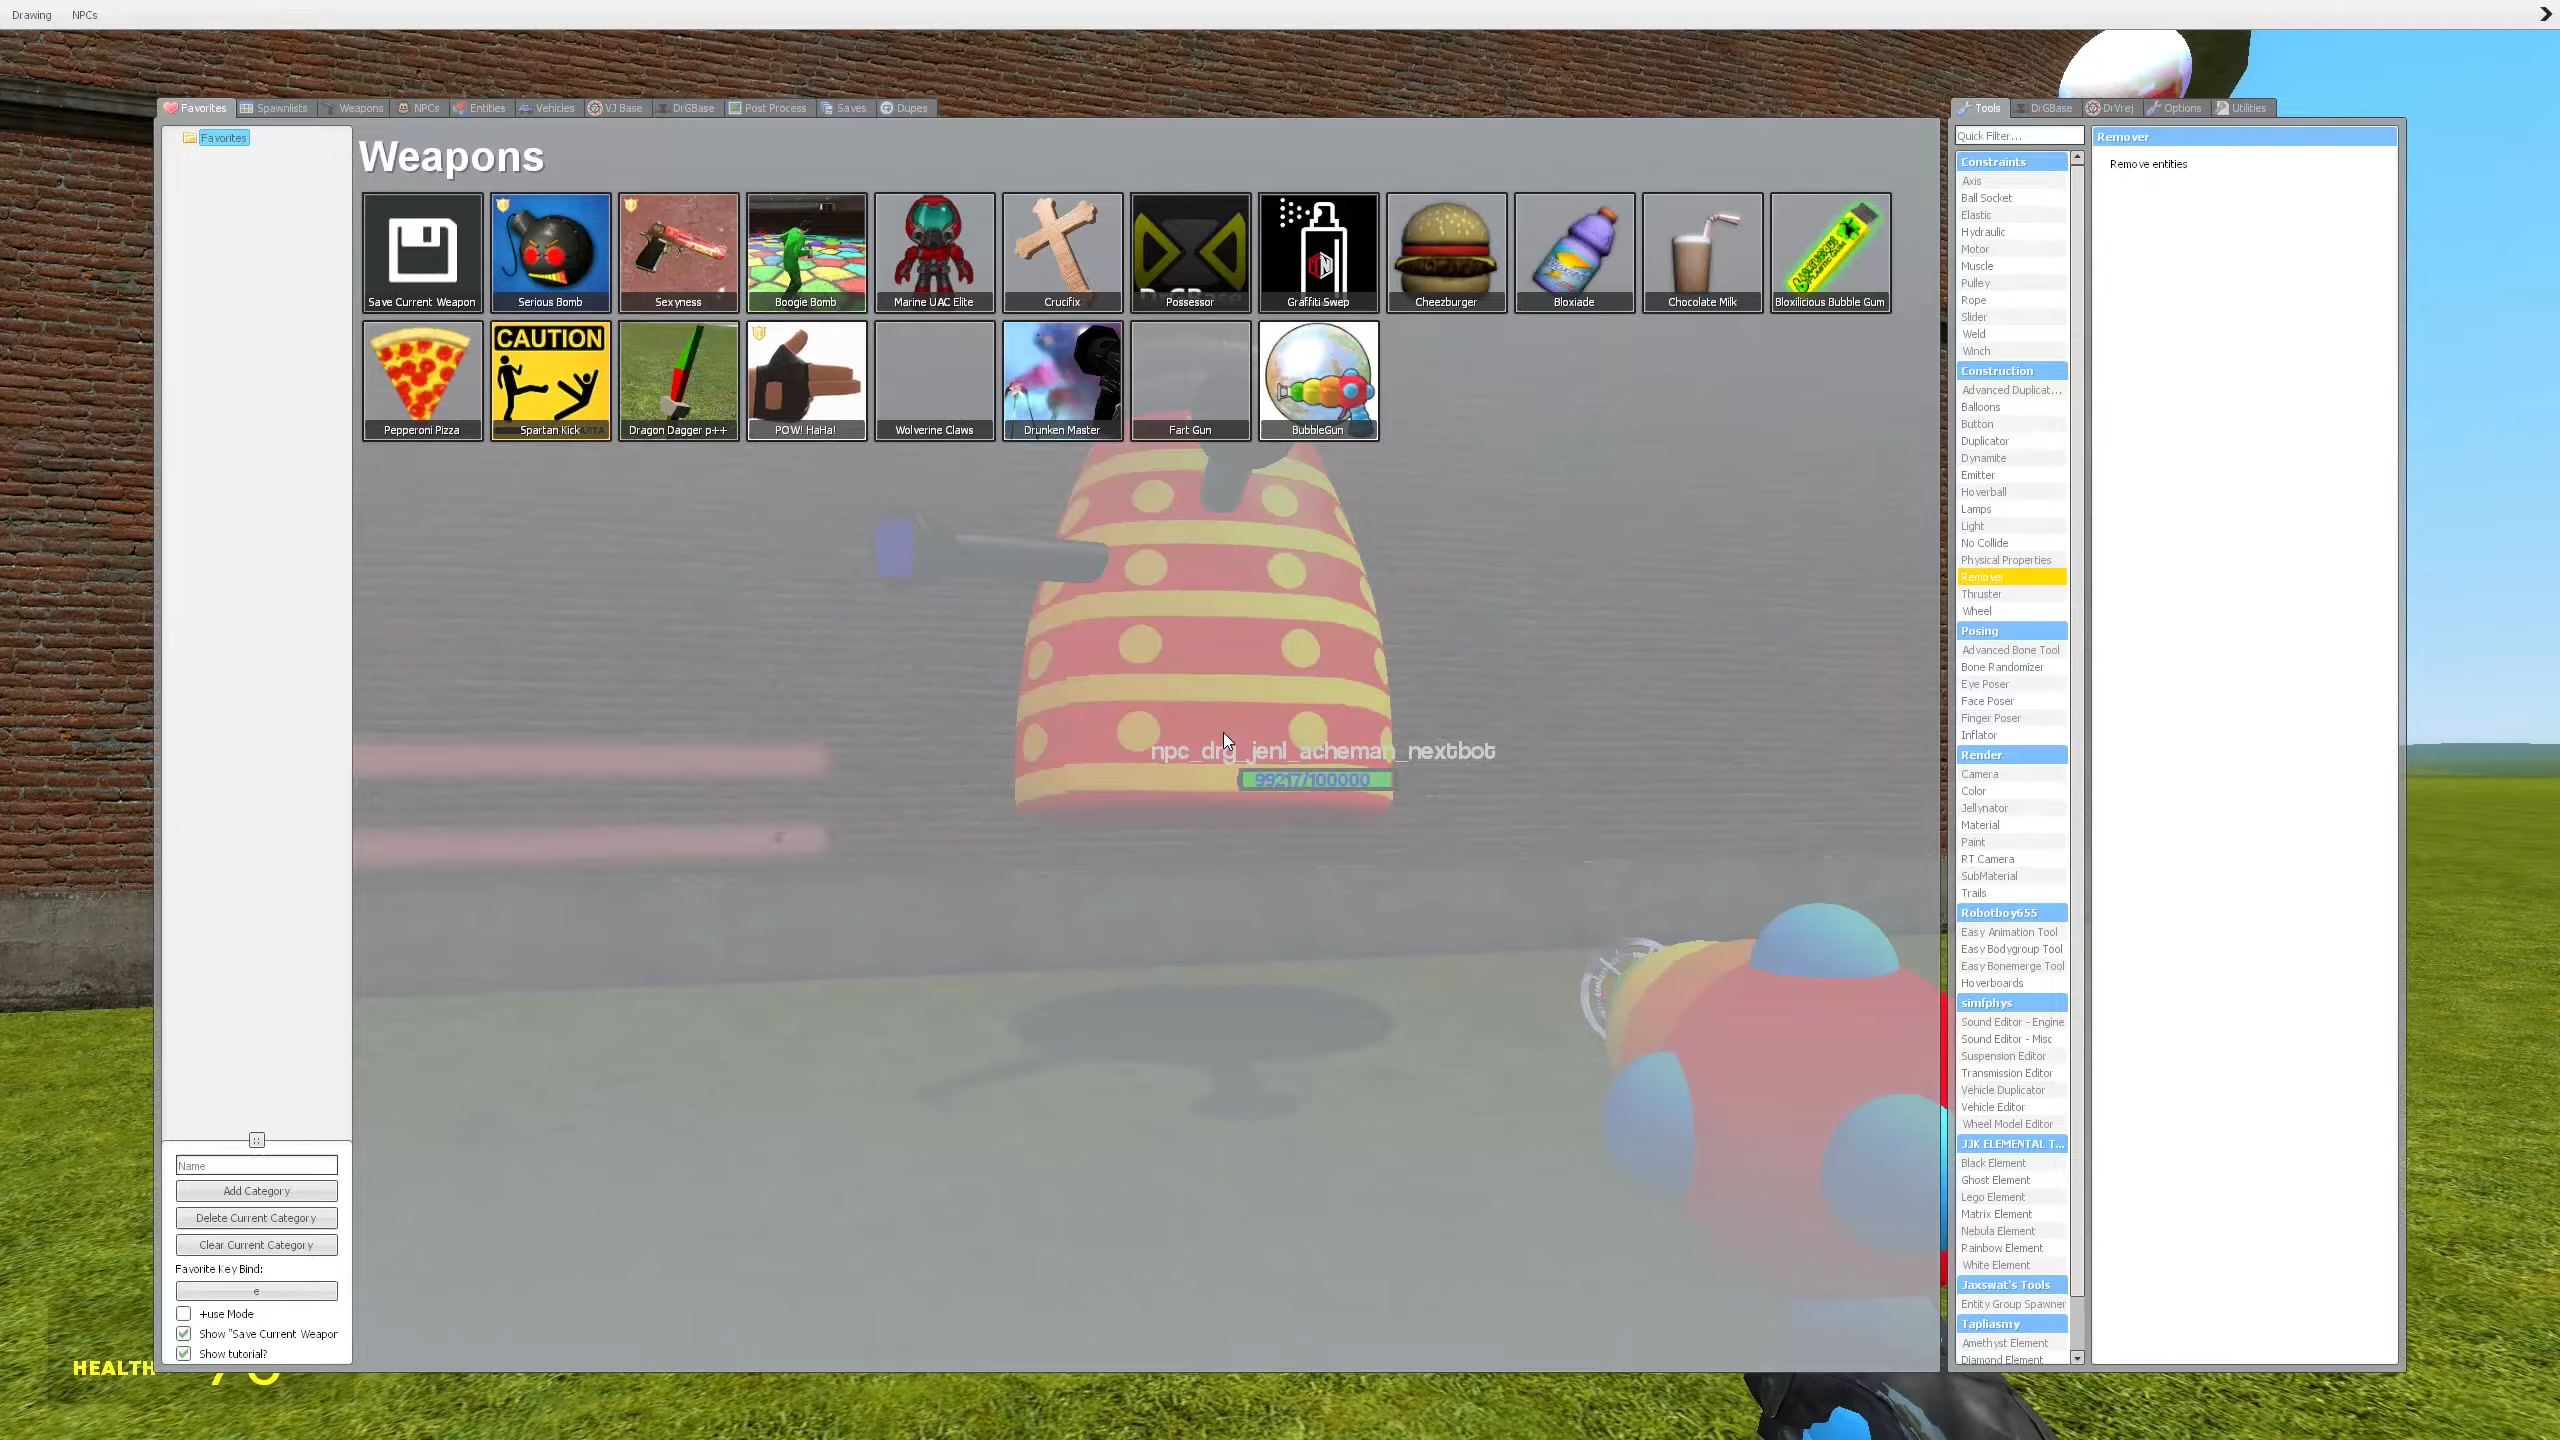 Drawing NPCs
Favorites Spawnlists Weapons NPCs Entities Vehicles VJ Base DrGBase Post Process Saves Dupes
Favorites
Weapons
Save Current Weapon Serious Bomb Sexyness Boogie Bomb Marine UAC Elite Crucifix Possessor Graffiti Swep Cheezburger Bloxiade Chocolate Milk Bloxilicious Bubble Gum
CAUTION
Pepperoni Pizza Spartan Kick Dragon Dagger p++ POW! HaHa! Wolverine Claws Drunken Master Fart Gun BubbleGun
npc_drg_jenl_acheman_nextbot
99217/100000
Name
Add Category
Delete Current Category
Clear Current Category
Favorite Key Bind:
e
+use Mode
Show "Save Current Weapor
Show tutorial?
HEALTH
Tools DrGBase DrVrej Options Utilities
Quick Filter...
Constraints
Axis
Ball Socket
Elastic
Hydraulic
Motor
Muscle
Pulley
Rope
Slider
Weld
Winch
Construction
Advanced Duplicat...
Balloons
Button
Duplicator
Dynamite
Emitter
Hoverball
Lamps
Light
No Collide
Physical Properties
Remover
Thruster
Wheel
Posing
Advanced Bone Tool
Bone Randomizer
Eye Poser
Face Poser
Finger Poser
Inflator
Render
Camera
Color
Jellynator
Material
Paint
RT Camera
SubMaterial
Trails
Robotboy655
Easy Animation Tool
Easy Bodygroup Tool
Easy Bonemerge Tool
Hoverboards
simfphys
Sound Editor - Engine
Sound Editor - Misc
Suspension Editor
Transmission Editor
Vehicle Duplicator
Vehicle Editor
Wheel Model Editor
JJK ELEMENTAL T...
Black Element
Ghost Element
Lego Element
Matrix Element
Nebula Element
Rainbow Element
White Element
Jaxswat's Tools
Entity Group Spawner
Tapliasmy
Amethyst Element
Diamond Element
Remover
Remove entities